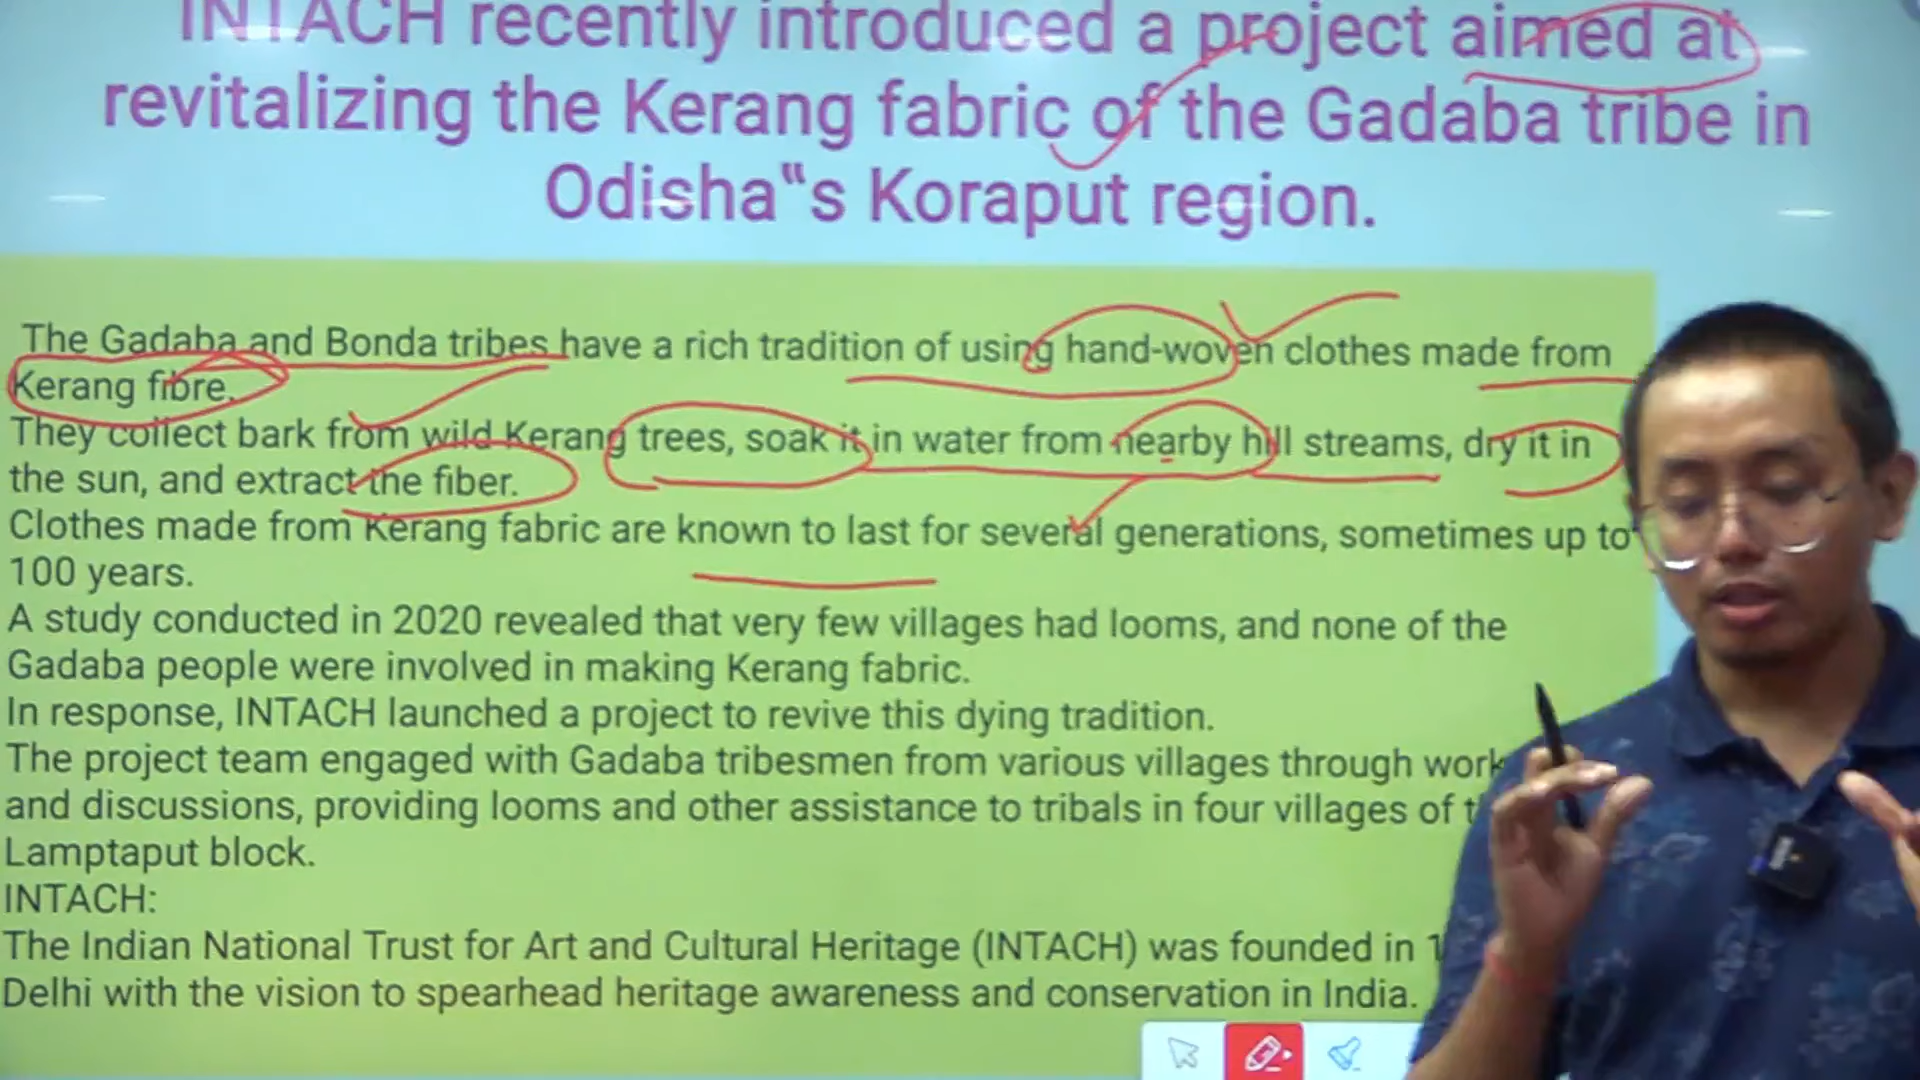 INTACH recently introduced a project aimed at
revitalizing the Kerang fabric of the Gadaba tribe in
Odisha‟s Koraput region.
The Gadaba and Bonda tribes have a rich tradition of using hand-woven clothes made from
Kerang fibre.
They collect bark from wild Kerang trees, soak it in water from nearby hill streams, dry it in
the sun, and extract the fiber.
Clothes made from Kerang fabric are known to last for several generations, sometimes up to
100 years.
A study conducted in 2020 revealed that very few villages had looms, and none of the
Gadaba people were involved in making Kerang fabric.
In response, INTACH launched a project to revive this dying tradition.
The project team engaged with Gadaba tribesmen from various villages through
and discussions, providing looms and other assistance to tribals in four villages of
Lamptaput block.
INTACH:
The Indian National Trust for Art and Cultural Heritage (INTACH) was founded in
Delhi with the vision to spearhead heritage awareness and conservation in India.